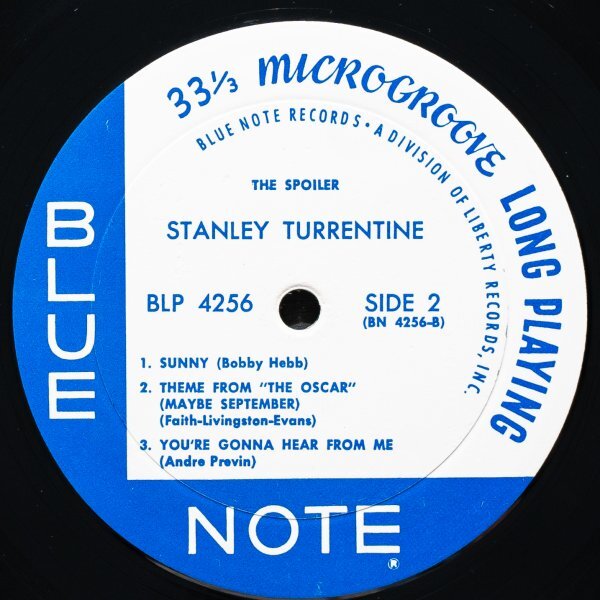 33⅓ MICROGROOVE LONG PLAYING
BLUE NOTE RECORDS • A DIVISION OF LIBERTY RECORDS, INC.
THE SPOILER
STANLEY TURRENTINE
BLP 4256 SIDE 2
(BN 4256-B)
1. SUNNY (Bobby Hebb)
2. THEME FROM "THE OSCAR"
(MAYBE SEPTEMBER)
(Faith-Livingston-Evans)
3. YOU'RE GONNA HEAR FROM ME
(Andre Previn)
BLUE
NOTE®